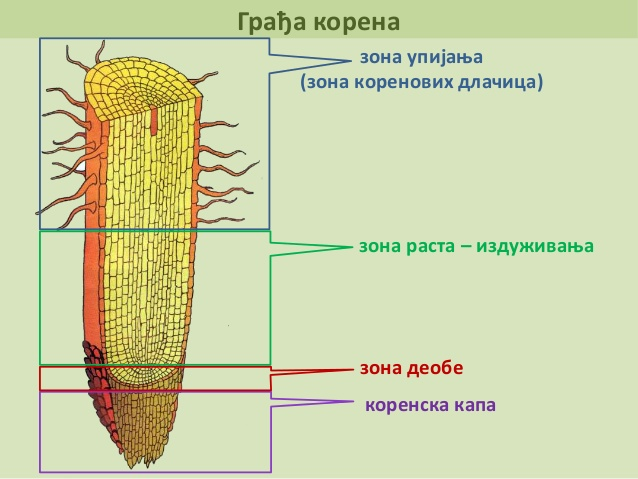 Грађа корена
зона упијања
(зона коренових длачица)
зона раста – издуживања
зона деобе
коренска капа